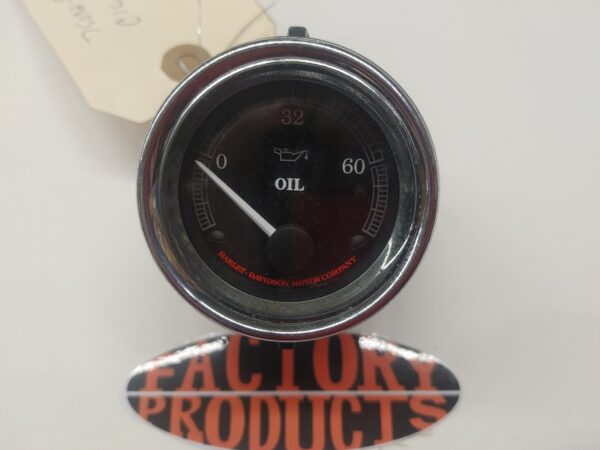 32
0
60
OIL
HARLEY-DAVIDSON MOTOR COMPANY
FACTORY
PRODUCTS